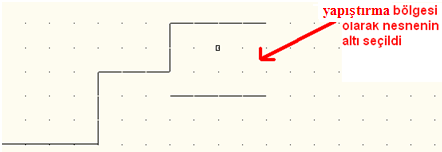 yapıştırma bölgesi
olarak nesnenin
altı seçildi